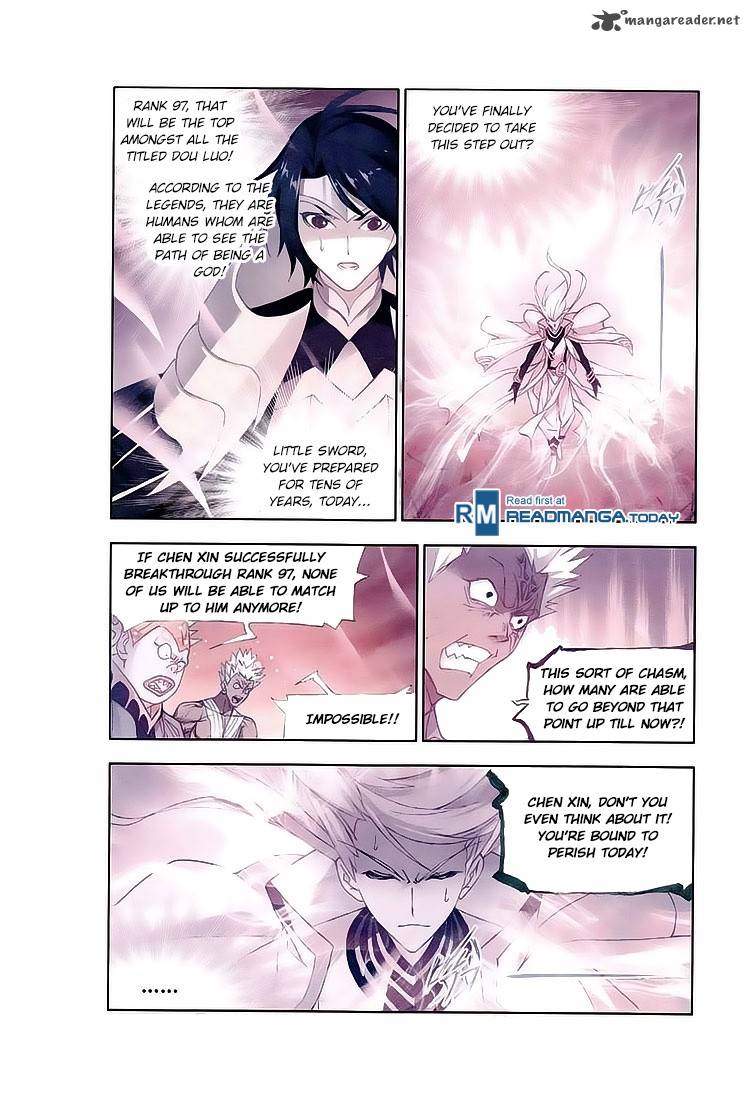 mangareader.net
RANK 97, THAT
WILL BE THE TOP
AMONGST ALL THE
TITLED DOU LUO!
ACCORDING TO THE
LEGENDS, THEY ARE
HUMANS WHOM ARE
ABLE TO SEE THE
PATH OF BEING A
GOD!
LITTLE SWORD,
YOU'VE PREPARED
FOR TENS OF
YEARS, TODAY...
YOU'VE FINALLY
DECIDED TO TAKE
THIS STEP OUT?
RM
Read first at
READMANGA.TODAY
IF CHEN XIN SUCCESSFULLY
BREAKTHROUGH RANK 97, NONE
OF US WILL BE ABLE TO MATCH
UP TO HIM ANYMORE!
IMPOSSIBLE!!
THIS SORT OF CHASM,
HOW MANY ARE ABLE
TO GO BEYOND THAT
POINT UP TILL NOW?!
CHEN XIN, DON'T YOU
EVEN THINK ABOUT IT!
YOU'RE BOUND TO
PERISH TODAY!
......